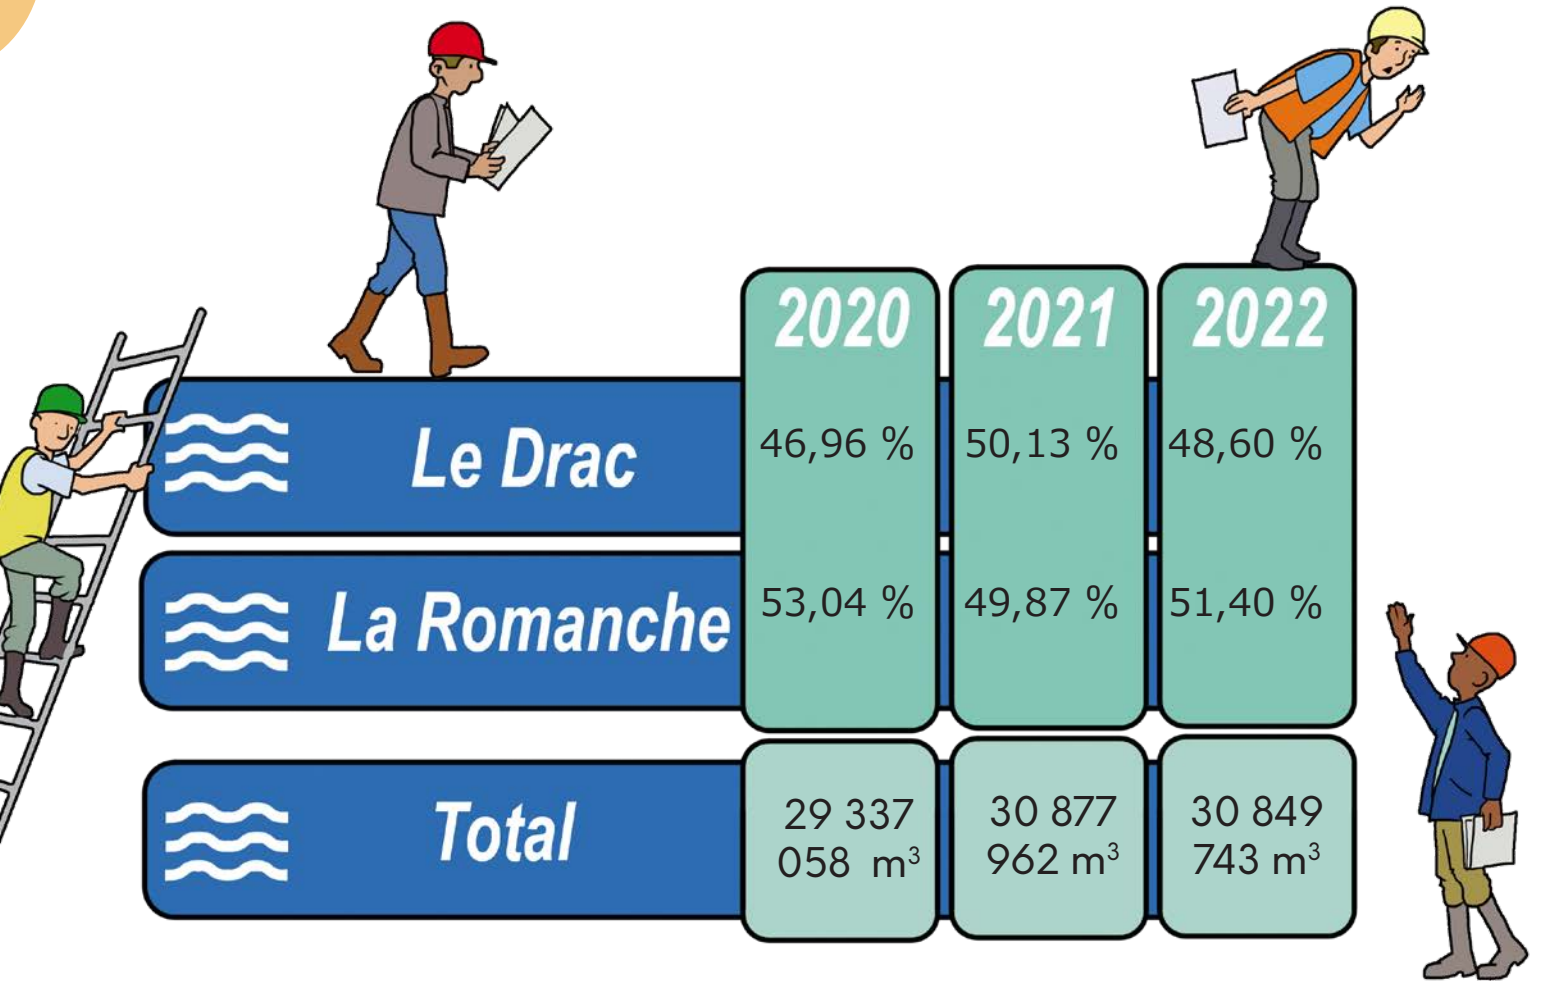 2020 2021 2022
Le Drac 46,96 % 50,13 % 48,60 %
La Romanche 53,04 % 49,87 % 51,40 %
Total 29 337 30 877 30 849
058 m³ 962 m³ 743 m³